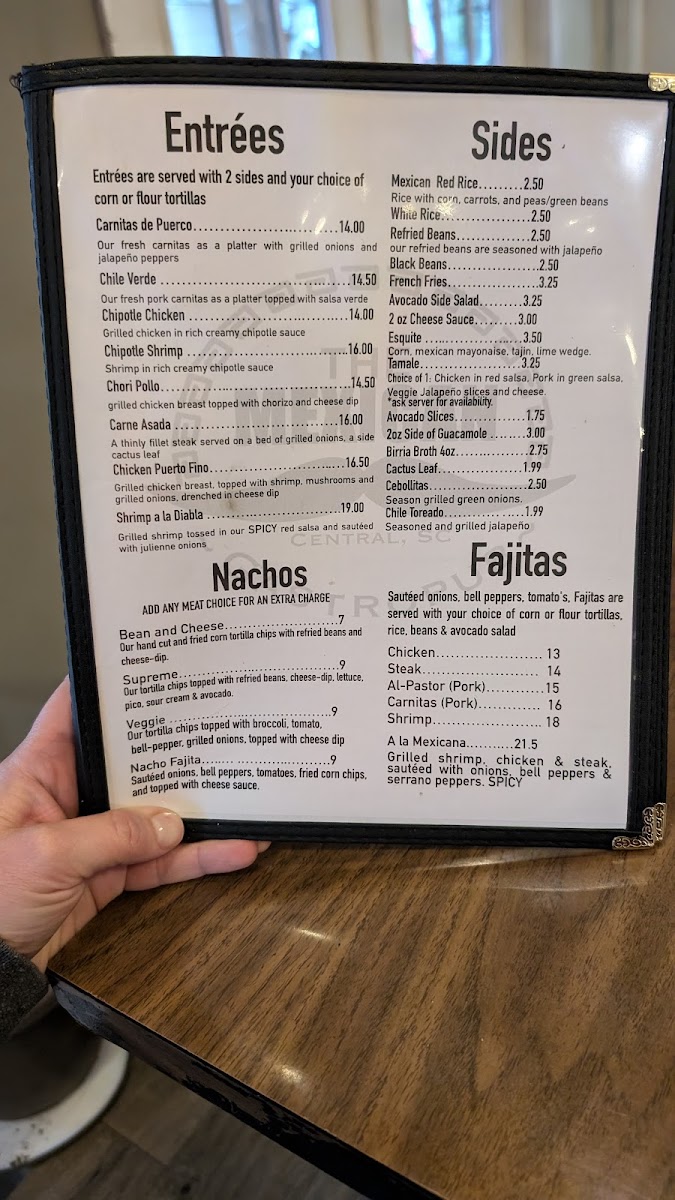 Entrées
Entrées are served with 2 sides and your choice of
corn or flour tortillas
Carnitas de Puerco.........................14.00
Our fresh carnitas as a platter with grilled onions and
jalapeño peppers
Chile Verde ..............................14.50
Our fresh pork carnitas as a platter topped with salsa verde
Chipotle Chicken .........................14.00
Grilled chicken in rich creamy chipotle sauce
Chipotle Shrimp ..........................16.00
Shrimp in rich creamy chipotle sauce
Chori Pollo..............................14.50
grilled chicken breast topped with chorizo and cheese dip
Carne Asada ..........................16.00
A thinly fillet steak served on a bed of grilled onions, a side
cactus leaf
Chicken Puerto Fino.....................16.50
Grilled chicken breast, topped with shrimp, mushrooms and
grilled onions, drenched in cheese dip
Shrimp a la Diabla .....................19.00
Grilled shrimp tossed in our SPICY red salsa and sautéed
with julienne onions
Nachos
ADD ANY MEAT CHOICE FOR AN EXTRA CHARGE
Bean and Cheese......................7
Our hand cut and fried corn tortilla chips with refried beans and
cheese-dip.
Supreme..........................9
Our tortilla chips topped with refried beans, cheese-dip, lettuce,
pico, sour cream & avocado.
Veggie ..........................9
Our tortilla chips topped with broccoli, tomato,
bell-pepper, grilled onions, topped with cheese dip
Nacho Fajita.........................9
Sautéed onions, bell peppers, tomatoes, fried corn chips,
and topped with cheese sauce.
Sides
Mexican Red Rice.........2.50
Rice with corn, carrots, and peas/green beans
White Rice.................2.50
Refried Beans..............2.50
our refried beans are seasoned with jalapeño
Black Beans.................2.50
French Fries.................3.25
Avocado Side Salad.........3.25
2 oz Cheese Sauce........3.00
Esquite ...................3.50
Corn, mexican mayonaise, tajin, lime wedge.
Tamale....................3.25
Choice of 1: Chicken in red salsa, Pork in green salsa,
Veggie Jalapeño slices and cheese.
*ask server for availability.
Avocado Slices..............1.75
2oz Side of Guacamole ........3.00
Birria Broth 4oz...............2.75
Cactus Leaf.................1.99
Cebollitas...................2.50
Season grilled green onions.
Chile Toreado................1.99
Seasoned and grilled jalapeño
CENTRAL, SC
Fajitas
Sautéed onions, bell peppers, tomato's, Fajitas are
served with your choice of corn or flour tortillas,
rice, beans & avocado salad
Chicken...................... 13
Steak........................ 14
Al-Pastor (Pork)............15
Carnitas (Pork)............. 16
Shrimp...................... 18
A la Mexicana..........21.5
Grilled shrimp, chicken & steak,
sautéed with onions, bell peppers &
serrano peppers. SPICY